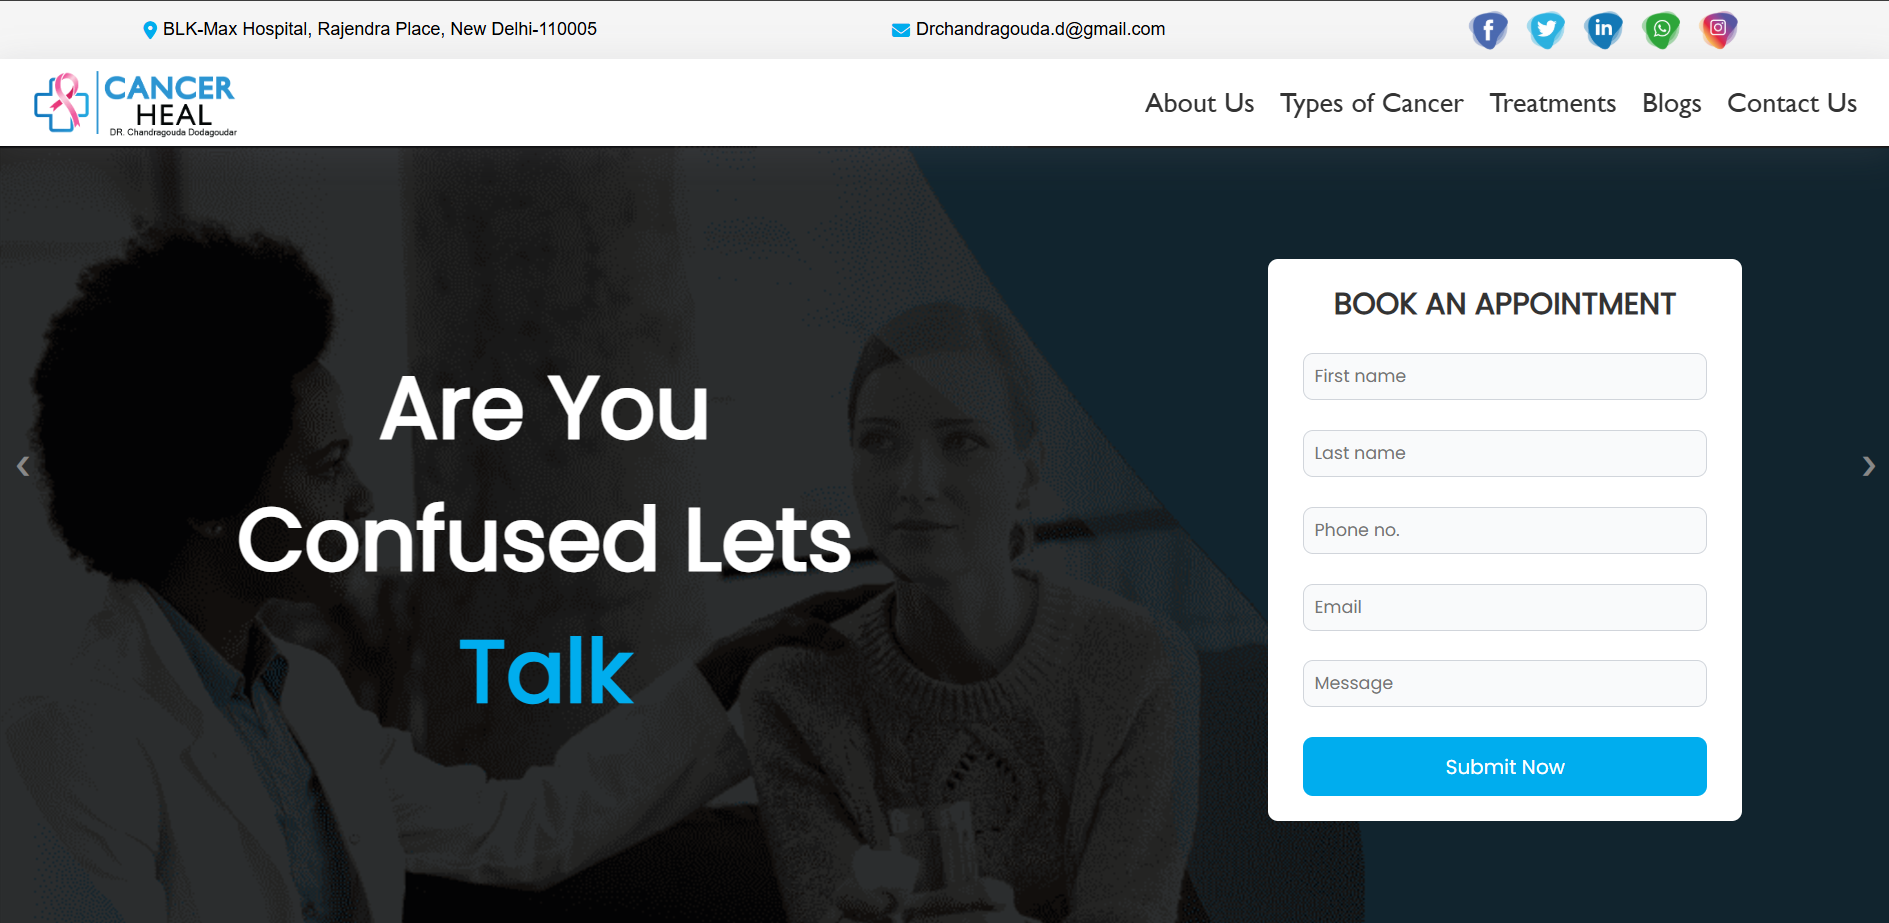 BLK-Max Hospital, Rajendra Place, New Delhi-110005
Drchandragouda.d@gmail.com
CANCER
HEAL
DR. Chandragouda Dodagoudar
About Us
Types of Cancer
Treatments
Blogs
Contact Us
Are You
Confused Lets
Talk
BOOK AN APPOINTMENT
First name
Last name
Phone no.
Email
Message
Submit Now